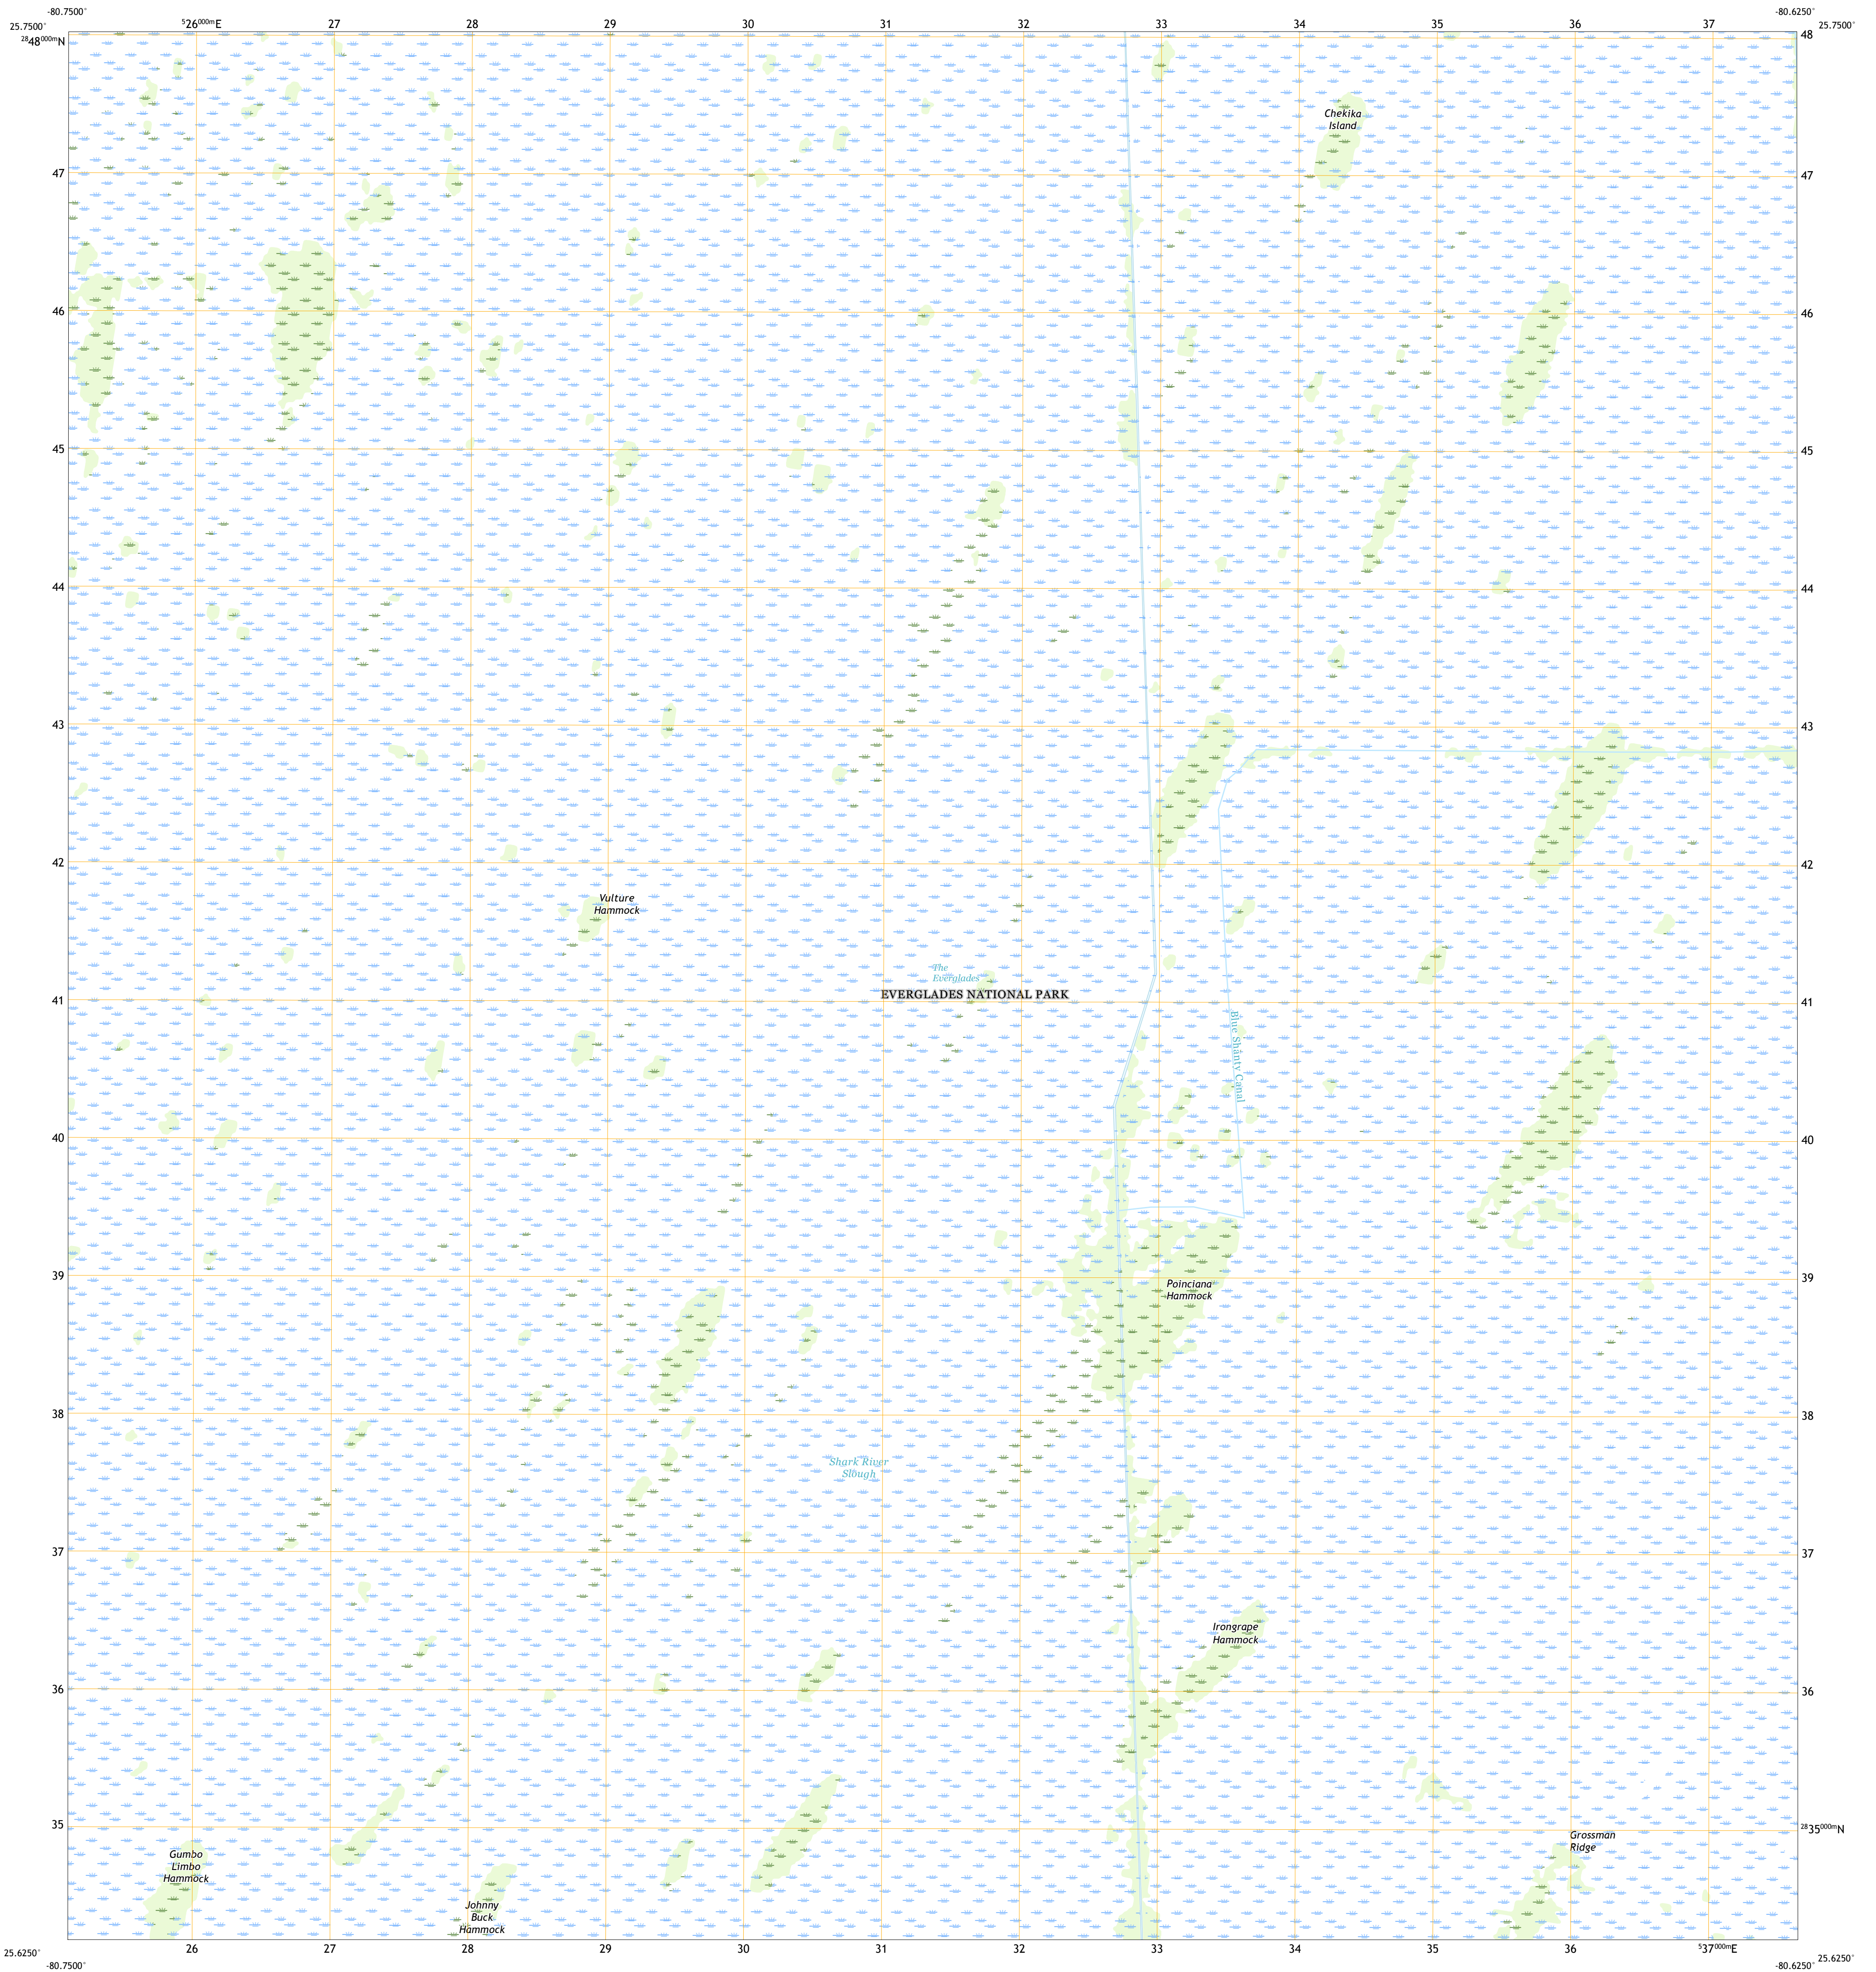 -80.7500°
-80.6250°
25.7500°
⁵26⁰⁰⁰ᵐE
27
28
29
30
31
32
33
34
35
36
37
25.7500°
²⁸48⁰⁰⁰ᵐN
48
Chekika
Island
47
47
46
46
45
45
44
44
43
43
42
42
Vulture
Hammock
The
Everglades
EVERGLADES NATIONAL PARK
41
41
Blue Shanty Canal
40
40
39
39
Poinciana
Hammock
38
38
Shark River
Slough
37
37
Irongrape
Hammock
36
36
35
²⁸35⁰⁰⁰ᵐN
Grossman
Ridge
Gumbo
Limbo
Hammock
Johnny
Buck
Hammock
25.6250°
26
27
28
29
30
31
32
33
34
35
36
⁵37⁰⁰⁰ᵐE
25.6250°
-80.7500°
-80.6250°